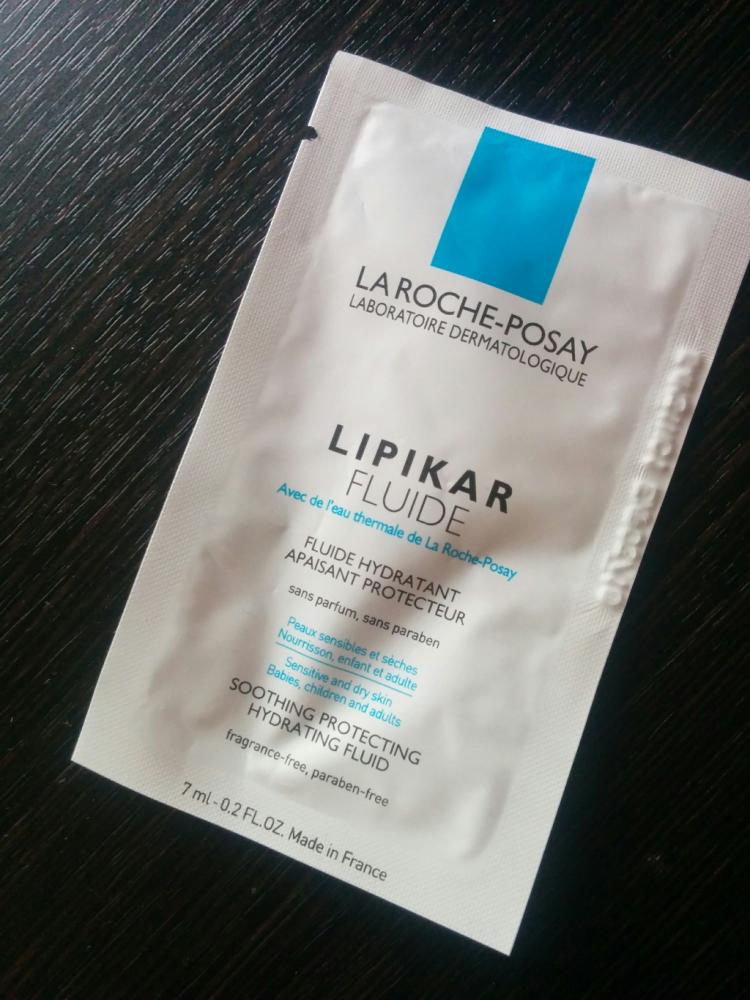 LA ROCHE-POSAY
LABORATOIRE DERMATOLOGIQUE
LIPIKAR
FLUIDE
Avec de l'eau thermale de La Roche-Posay
FLUIDE HYDRATANT
APAISANT PROTECTEUR
sans parfum, sans paraben
Peaux sensibles et sèches
Nourrisson, enfant et adulte
Sensitive and dry skin
Babies, children and adults
SOOTHING PROTECTING
HYDRATING FLUID
fragrance-free, paraben-free
7 ml - 0.2 FL.OZ. Made in France